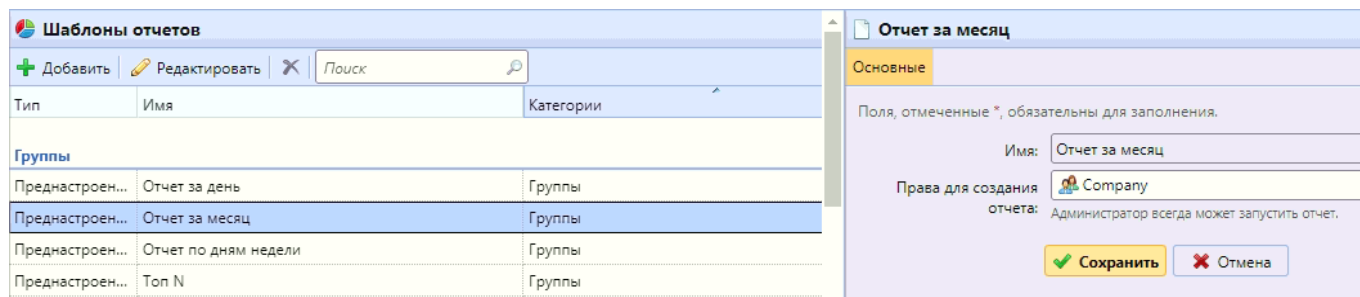 Шаблоны отчетов
Добавить Редактировать Поиск
Тип Имя Категории
Группы
Преднастроен... Отчет за день Группы
Преднастроен... Отчет за месяц Группы
Преднастроен... Отчет по дням недели Группы
Преднастроен... Топ N Группы
Отчет за месяц
Основные
Поля, отмеченные *, обязательны для заполнения.
Имя: Отчет за месяц
Права для создания
отчета:
Company
Администратор всегда может запустить отчет.
Сохранить Отмена